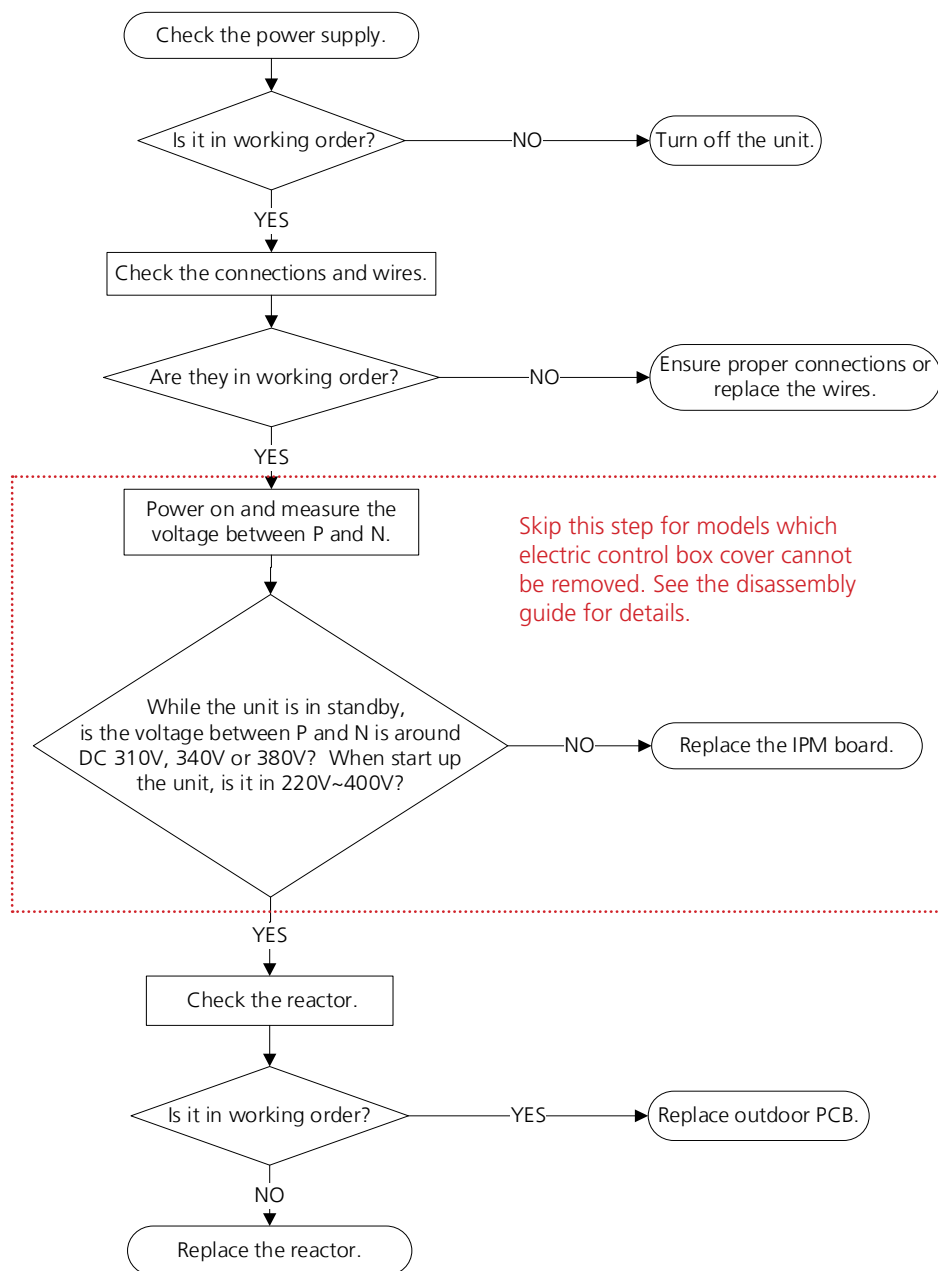 Check the power supply.
Is it in working order?
NO
Turn off the unit.
YES
Check the connections and wires.
Are they in working order?
NO
Ensure proper connections or
replace the wires.
YES
Power on and measure the
voltage between P and N.
Skip this step for models which
electric control box cover cannot
be removed. See the disassembly
guide for details.
While the unit is in standby,
is the voltage between P and N is around
DC 310V, 340V or 380V?  When start up
the unit, is it in 220V~400V?
NO
Replace the IPM board.
YES
Check the reactor.
Is it in working order?
YES
Replace outdoor PCB.
NO
Replace the reactor.